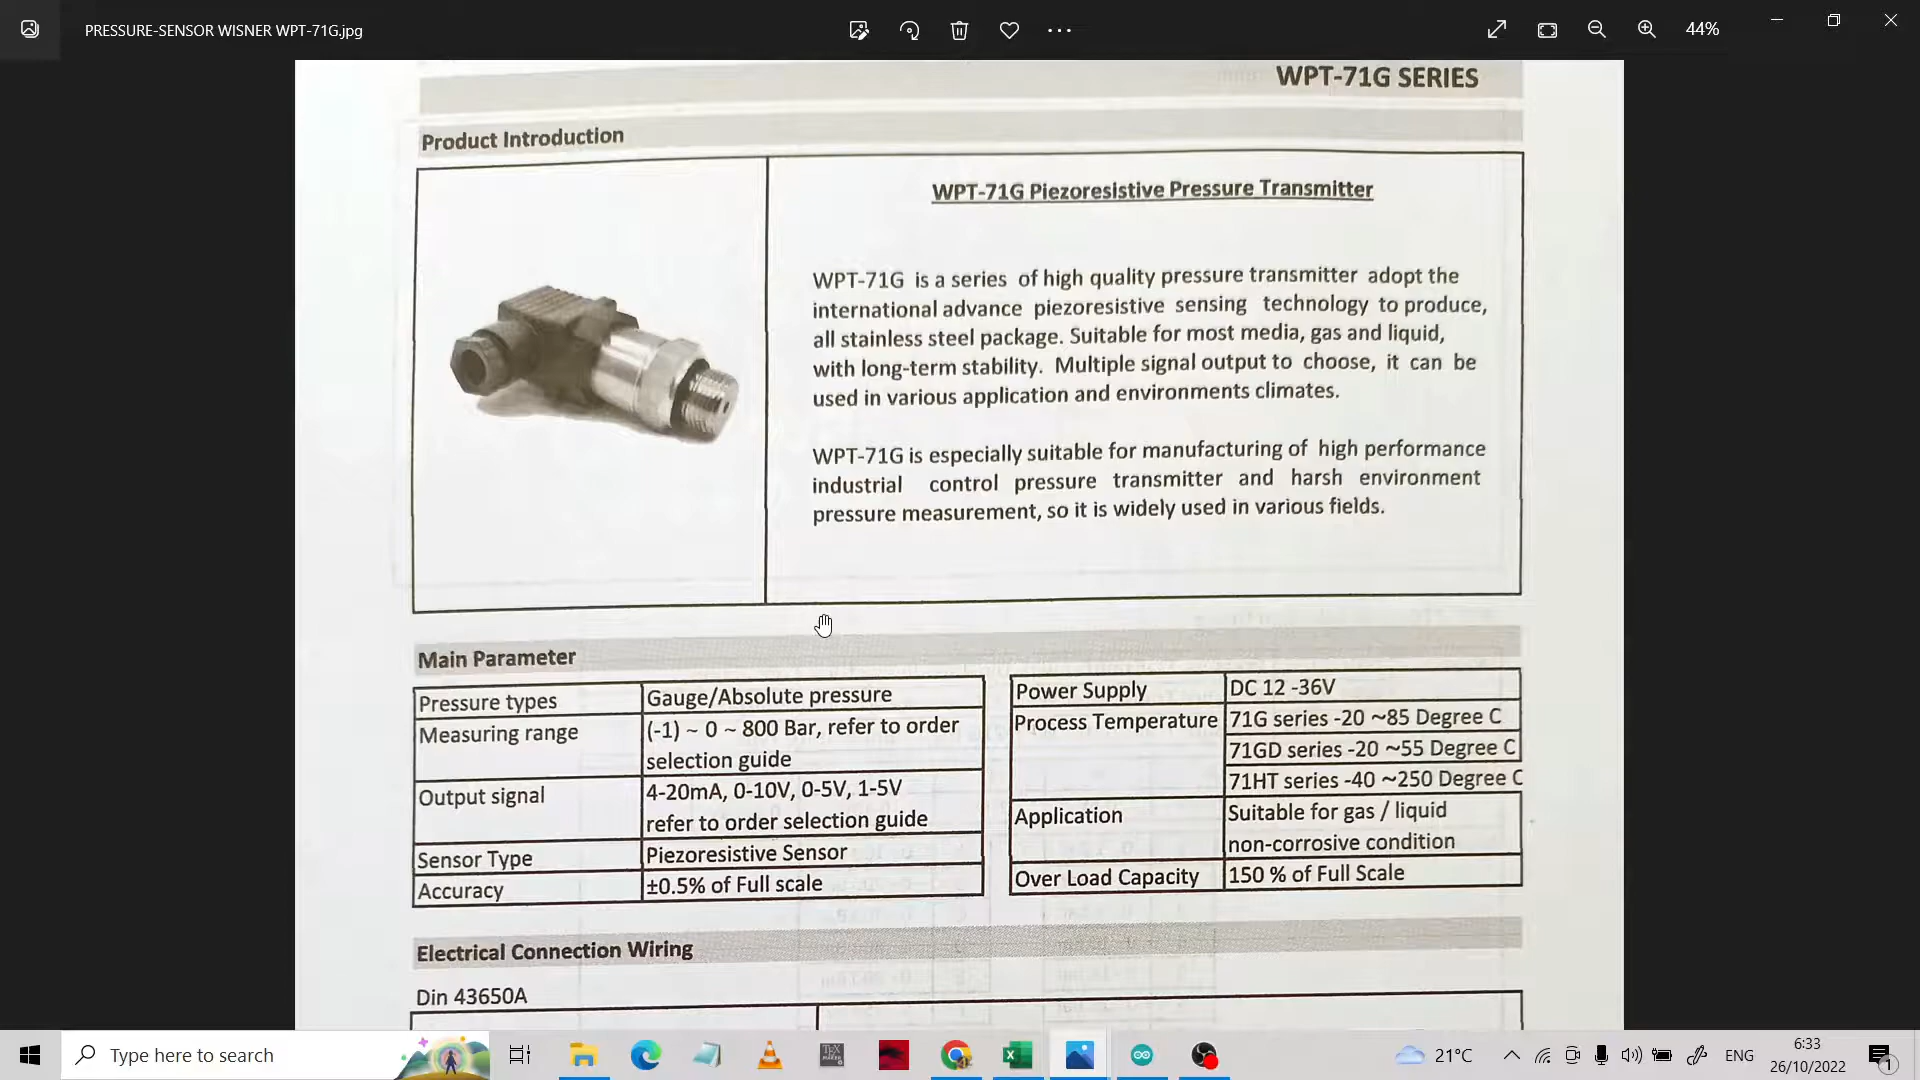 PRESSURE-SENSOR WISNER WPT-71G.jpg
44%
WPT-71G SERIES
Product Introduction
WPT-71G Piezoresistive Pressure Transmitter
WPT-71G is a series of high quality pressure transmitter adopt the
international advance piezoresistive sensing technology to produce,
all stainless steel package. Suitable for most media, gas and liquid,
with long-term stability. Multiple signal output to choose, it can be
used in various application and environments climates.
WPT-71G is especially suitable for manufacturing of high performance
industrial control pressure transmitter and harsh environment
pressure measurement, so it is widely used in various fields.
Main Parameter
Pressure types Gauge/Absolute pressure
Measuring range (-1) ~ 0 ~ 800 Bar, refer to order
selection guide
Output signal 4-20mA, 0-10V, 0-5V, 1-5V
refer to order selection guide
Sensor Type Piezoresistive Sensor
Accuracy ±0.5% of Full scale
Power Supply DC 12 -36V
Process Temperature 71G series -20 ~85 Degree C
71GD series -20 ~55 Degree C
71HT series -40 ~250 Degree C
Application Suitable for gas / liquid
non-corrosive condition
Over Load Capacity 150 % of Full Scale
Electrical Connection Wiring
Din 43650A
Type here to search
21°C
ENG
6:33
26/10/2022
1